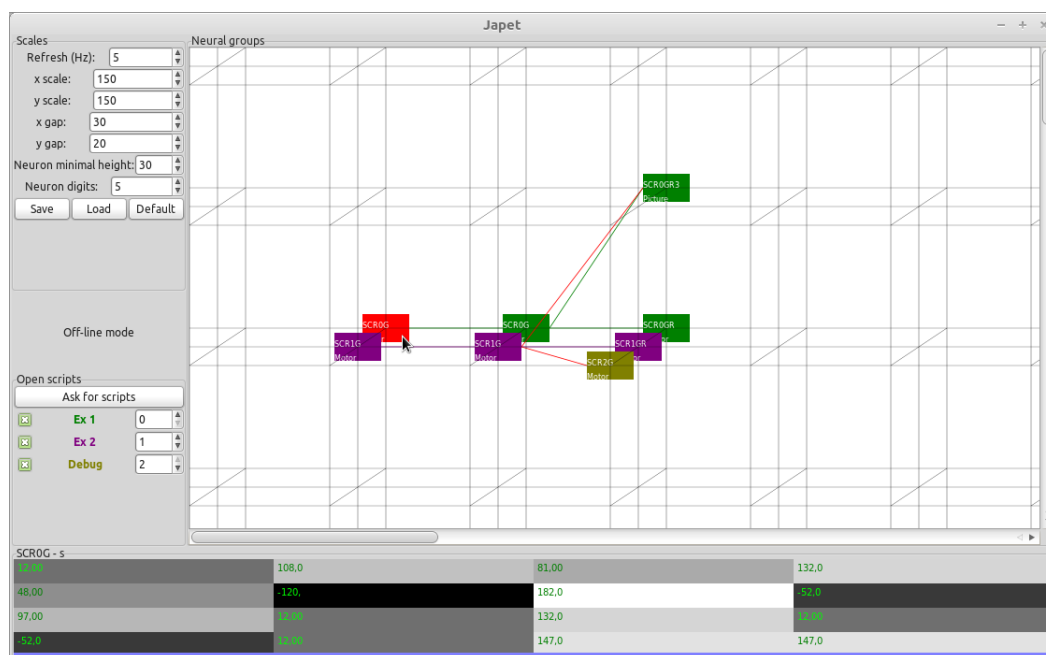 Japet
Scales
Neural groups
Refresh (Hz): 5
x scale: 150
y scale: 150
x gap: 30
y gap: 20
Neuron minimal height: 30
Neuron digits: 5
Save Load Default
SCR0GR3
Picture
Off-line mode
SCR0G SCR0G SCR0GR
SCR1G SCR1G SCR1GR
Motor Motor
SCR2G
Motor
Open scripts
Ask for scripts
Ex 1 0
Ex 2 1
Debug 2
SCR0G - s
12,00 108,0 81,00 132,0
48,00 -120, 182,0 -52,0
97,00 12,00 132,0 12,00
-52,0 12,00 147,0 147,0